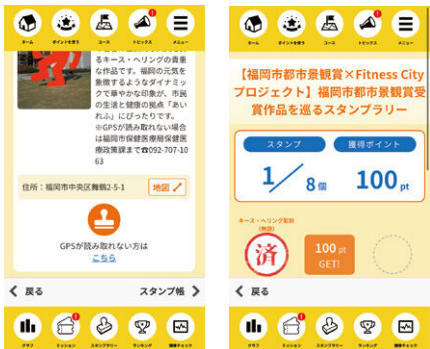 ホーム
ポイントを使う
コース
トピックス
メニュー
るキース・ヘリングの貴重
な作品です。福岡の元気を
象徴するようなダイナミッ
クで華やかな印象が、市民
の生活と健康の拠点「あい
れふ」にぴったりです。
※GPSが読み取れない場合
は福岡市保健医療局保健医
療政策課まで☎092-707-10
63
住所：福岡市中央区舞鶴2-5-1
地図
GPSが読み取れない方は
こちら
戻る
スタンプ帳
グラフ
ミッション
スタンプラリー
ランキング
健康チェック
ホーム
ポイントを使う
コース
トピックス
メニュー
【福岡市都市景観賞×Fitness City
プロジェクト】福岡市都市景観賞受
賞作品を巡るスタンプラリー
スタンプ
獲得ポイント
1/8個
100 pt
キース・ヘリング彫刻
(無題)
済
100 pt
GET!
戻る
グラフ
ミッション
スタンプラリー
ランキング
健康チェック